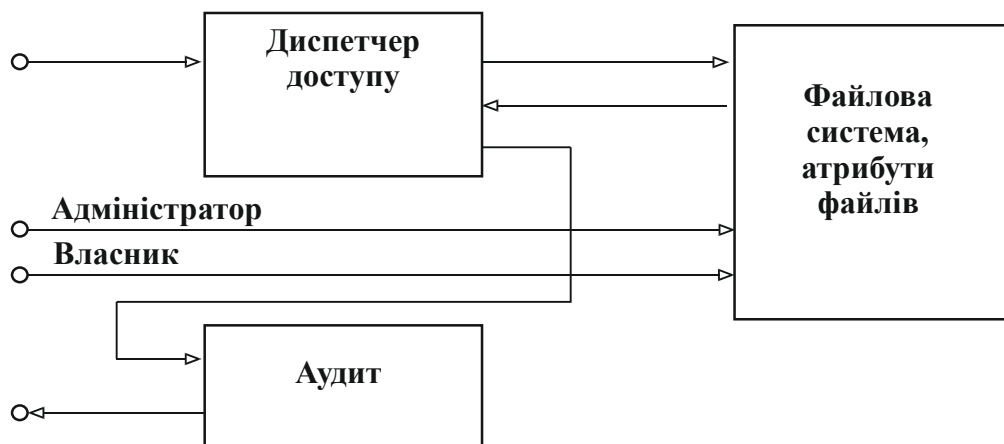 Диспетчер
доступу
Файлова
система,
атрибути
файлів
Адміністратор
Власник
Аудит